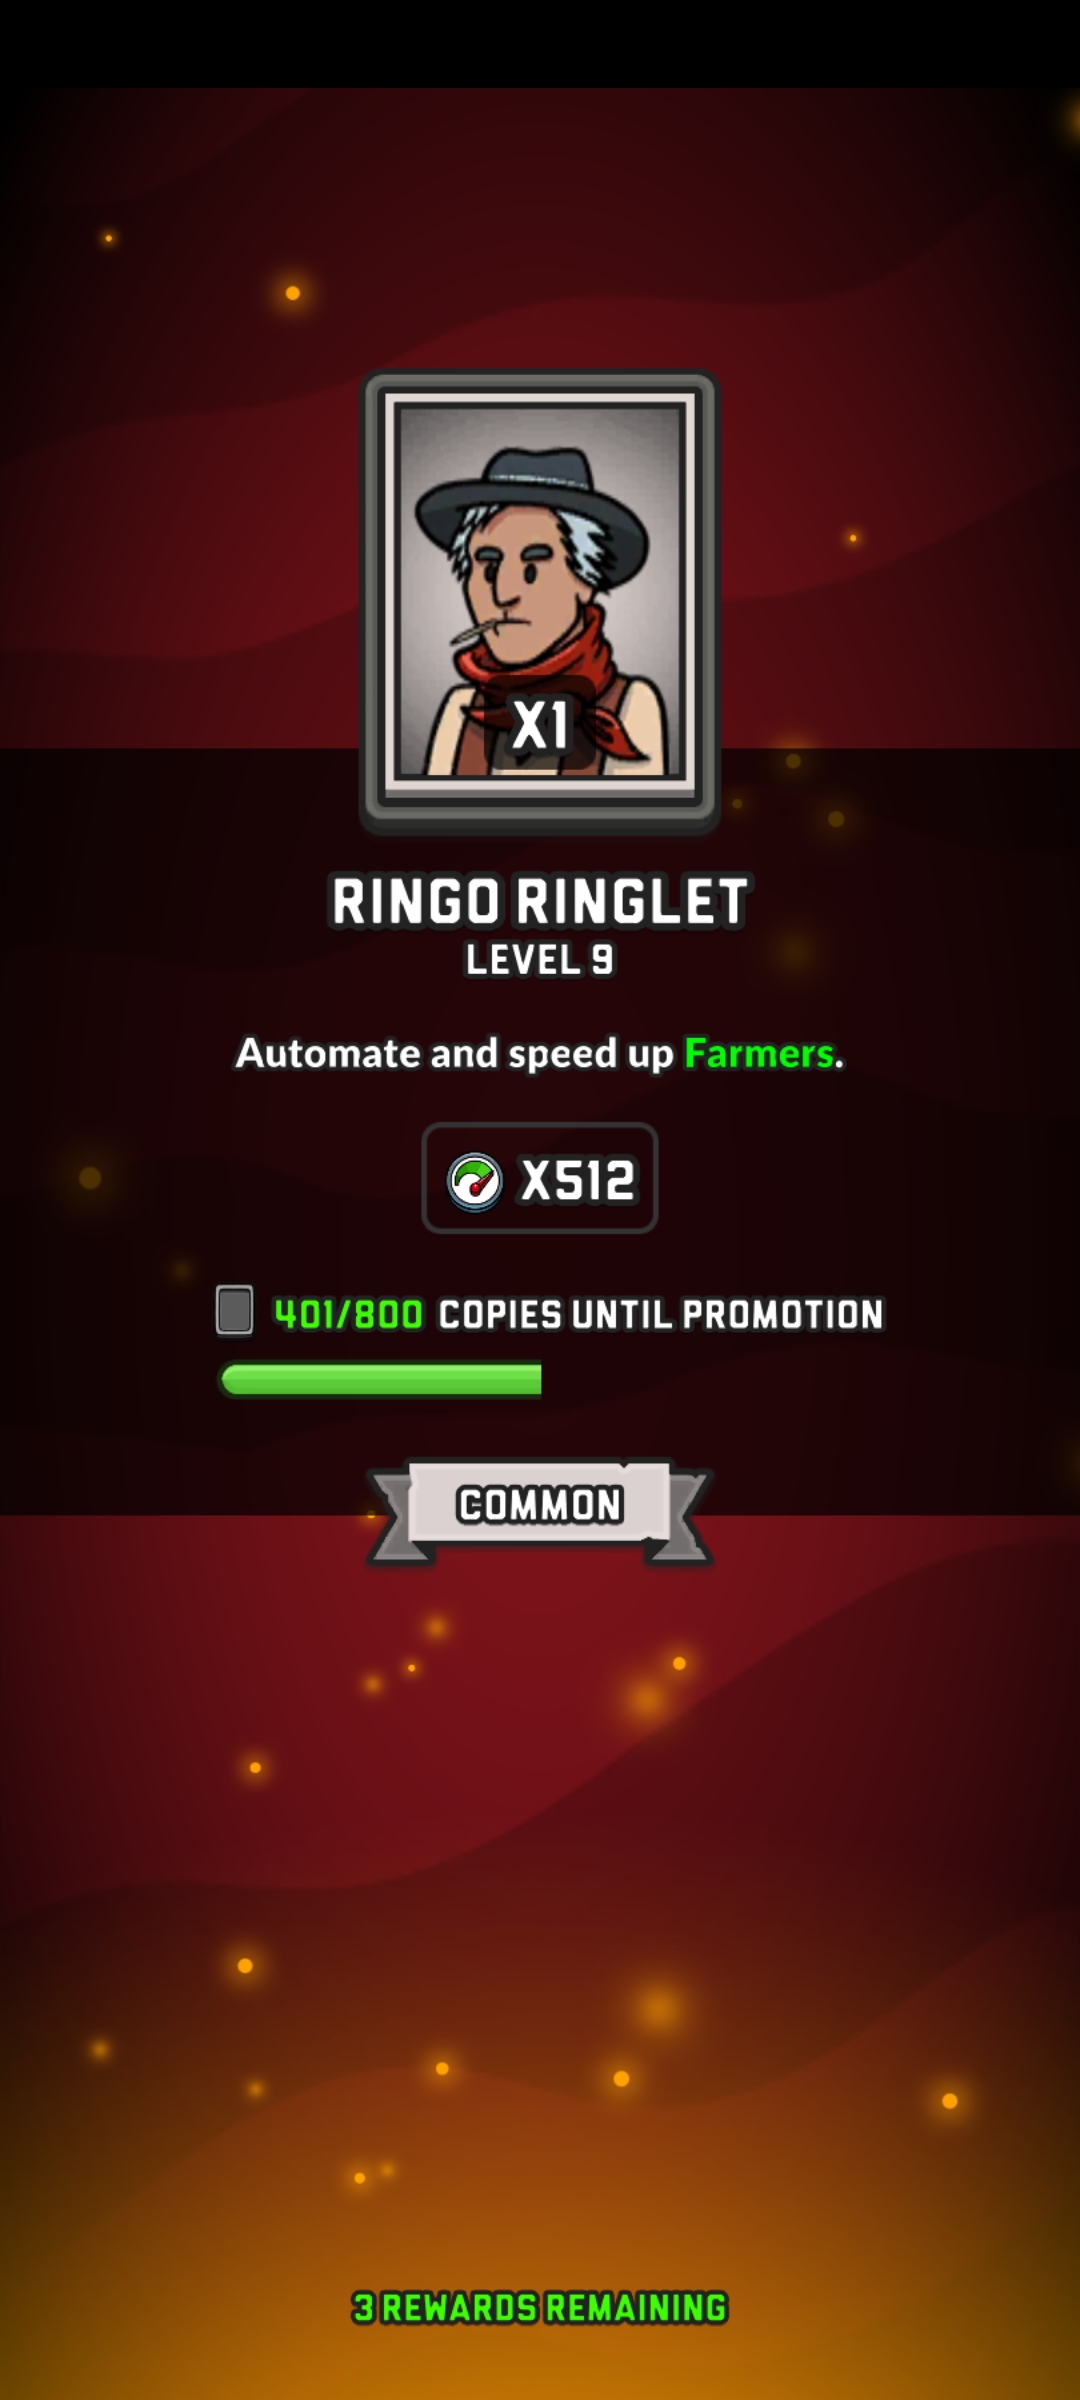 X1
RINGO RINGLET
LEVEL 9
Automate and speed up Farmers.
X512
401/800 COPIES UNTIL PROMOTION
COMMON
3 REWARDS REMAINING